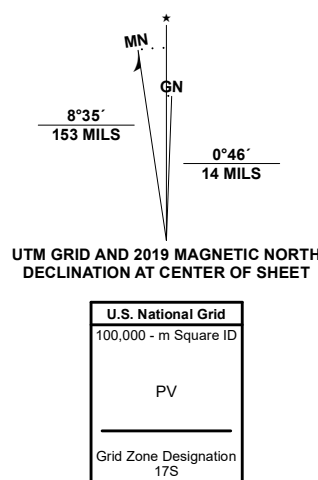 ★
MN
GN
8°35´
153 MILS
0°46´
14 MILS
UTM GRID AND 2019 MAGNETIC NORTH
DECLINATION AT CENTER OF SHEET
U.S. National Grid
100,000 - m Square ID
PV
Grid Zone Designation
17S